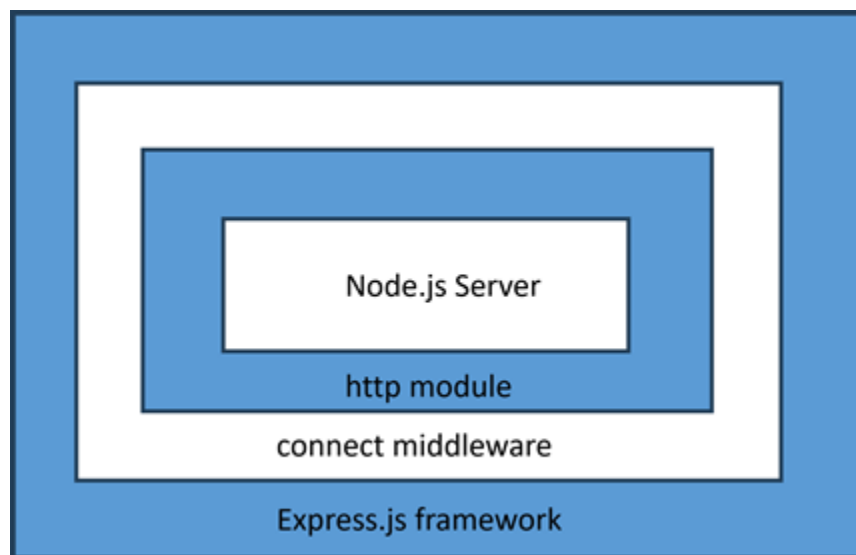 Node.js Server
http module
connect middleware
Express.js framework